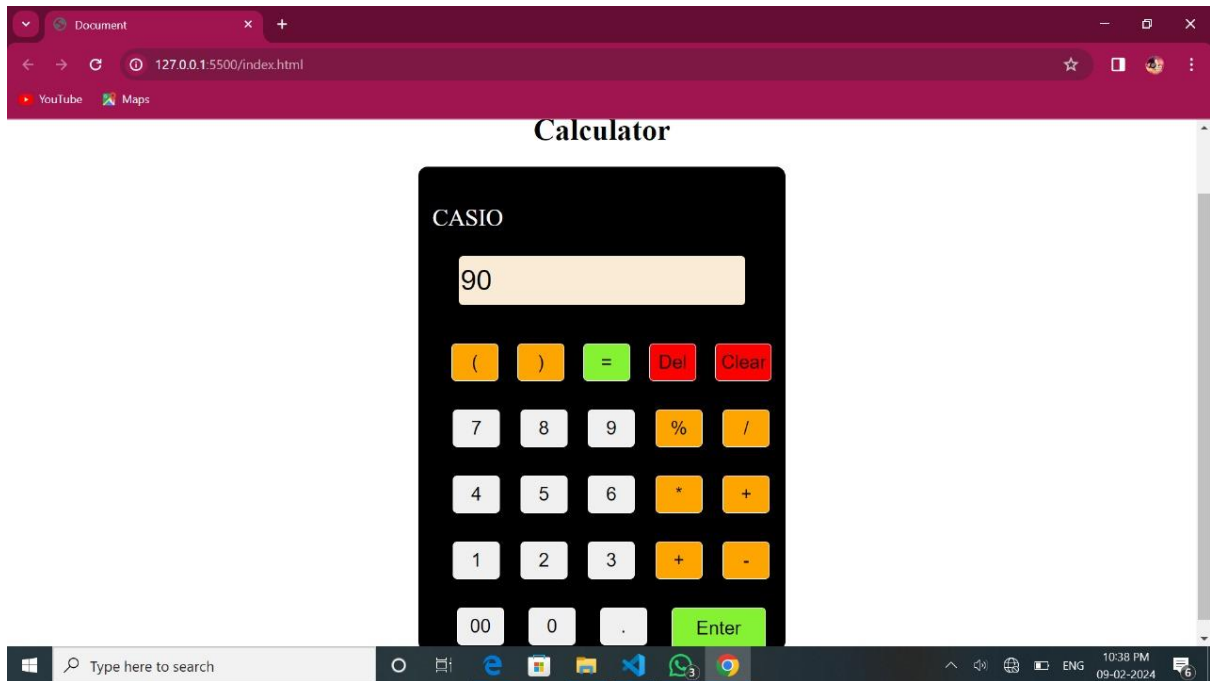 Document
127.0.0.1:5500/index.html
YouTube Maps
Calculator
CASIO
90
( ) = Del Clear
7 8 9 % /
4 5 6 * +
1 2 3 + -
00 0 . Enter
Type here to search
3
ENG
10:38 PM
09-02-2024
6